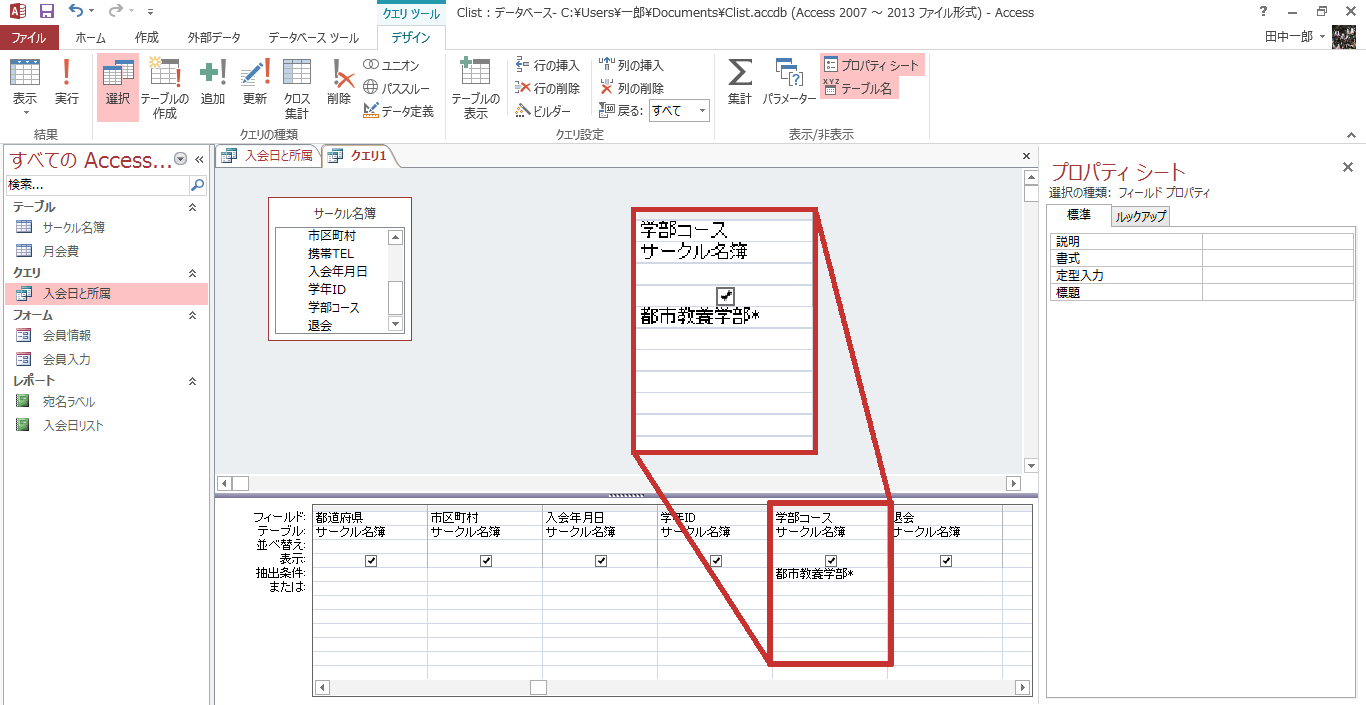 クエリ ツール
Clist : データベース- C:¥Users¥一郎¥Documents¥Clist.accdb (Access 2007 ～ 2013 ファイル形式) - Access
?
ファイル
ホーム
作成
外部データ
データベース ツール
デザイン
田中一郎
表示
実行
結果
選択
テーブルの
作成
追加
更新
クロス
集計
削除
ユニオン
パススルー
データ定義
クエリの種類
テーブルの
表示
行の挿入
行の削除
ビルダー
列の挿入
列の削除
戻る: すべて
クエリ設定
集計
パラメーター
プロパティ シート
テーブル名
表示/非表示
すべての Access...
検索...
テーブル
サークル名簿
月会費
クエリ
入会日と所属
フォーム
会員情報
会員入力
レポート
宛名ラベル
入会日リスト
入会日と所属
クエリ1
サークル名簿
市区町村
携帯TEL
入会年月日
学年ID
学部コース
退会
学部コース
サークル名簿
都市教養学部*
フィールド: 都道府県 市区町村 入会年月日 学年ID 学部コース 退会
テーブル: サークル名簿 サークル名簿 サークル名簿 サークル名簿 サークル名簿 サークル名簿
並べ替え:
表示:
抽出条件: 都市教養学部*
または:
プロパティ シート
選択の種類: フィールド プロパティ
標準
ルックアップ
説明
書式
定型入力
標題